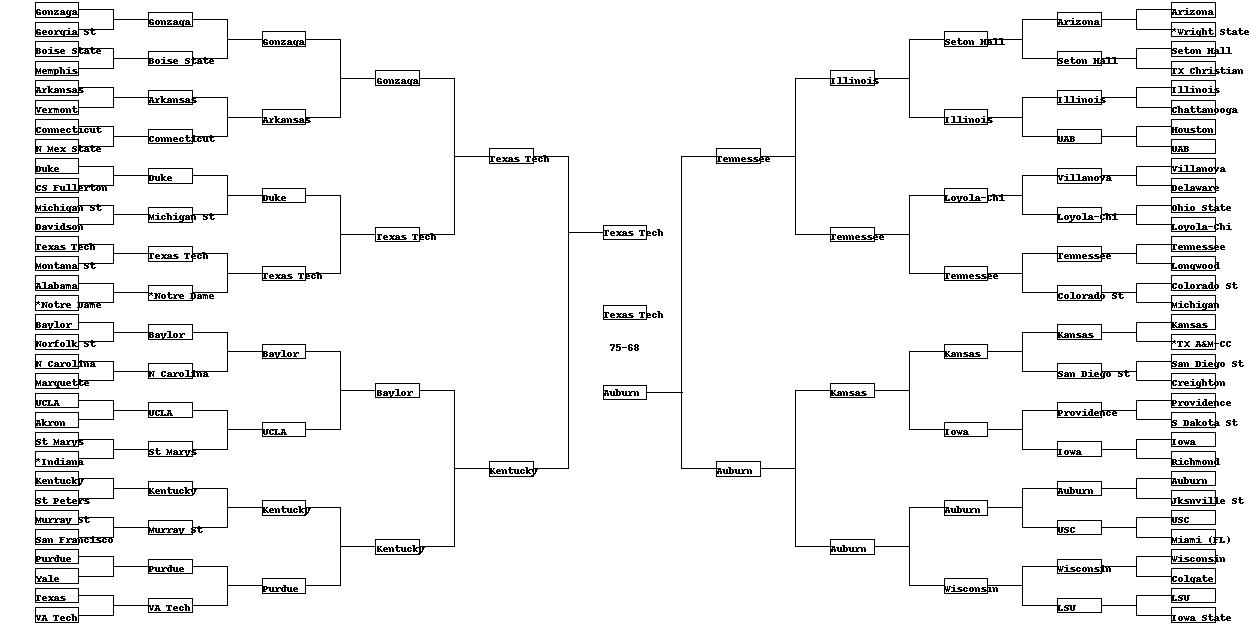 Gonzaga
Georgia St
Boise State
Memphis
Arkansas
Vermont
Connecticut
N Mex State
Duke
CS Fullerton
Michigan St
Davidson
Texas Tech
Montana St
Alabama
*Notre Dame
Baylor
Norfolk St
N Carolina
Marquette
UCLA
Akron
St Marys
*Indiana
Kentucky
St Peters
Murray St
San Francisco
Purdue
Yale
Texas
VA Tech
Gonzaga
Boise State
Arkansas
Connecticut
Duke
Michigan St
Texas Tech
*Notre Dame
Baylor
N Carolina
UCLA
St Marys
Kentucky
Murray St
Purdue
VA Tech
Gonzaga
Arkansas
Duke
Texas Tech
Baylor
UCLA
Kentucky
Purdue
Gonzaga
Texas Tech
Baylor
Kentucky
Texas Tech
Kentucky
Texas Tech
Texas Tech
75-68
Auburn
Tennessee
Auburn
Illinois
Tennessee
Kansas
Auburn
Seton Hall
Illinois
Loyola-Chi
Tennessee
Kansas
Iowa
Auburn
Wisconsin
Arizona
Seton Hall
Illinois
UAB
Villanova
Loyola-Chi
Tennessee
Colorado St
Kansas
San Diego St
Providence
Iowa
Auburn
USC
Wisconsin
LSU
Arizona
*Wright State
Seton Hall
TX Christian
Illinois
Chattanooga
Houston
UAB
Villanova
Delaware
Ohio State
Loyola-Chi
Tennessee
Longwood
Colorado St
Michigan
Kansas
*TX A&M-CC
San Diego St
Creighton
Providence
S Dakota St
Iowa
Richmond
Auburn
Jksnville St
USC
Miami (FL)
Wisconsin
Colgate
LSU
Iowa State